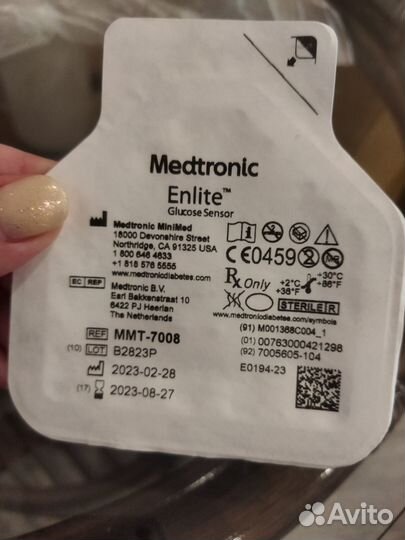 Medtronic
Enlite™
Glucose Sensor
Medtronic MiniMed
18000 Devonshire Street
Northridge, CA 91325 USA
1 800 646 4633
+1 818 576 5555
www.medtronicdiabetes.com
EC REP
Medtronic B.V.
Earl Bakkenstraat 10
6422 PJ Heerlen
The Netherlands
REF MMT-7008
(10) LOT B2823P
2023-02-28
(17) 2023-08-27
CE0459
Rx Only
+2°C
+36°F
+30°C
+86°F
STERILE R
www.medtronicdiabetes.com/symbols
(91) M001368C004_1
(01) 00763000421298
(92) 7005605-104
E0194-23
Avito